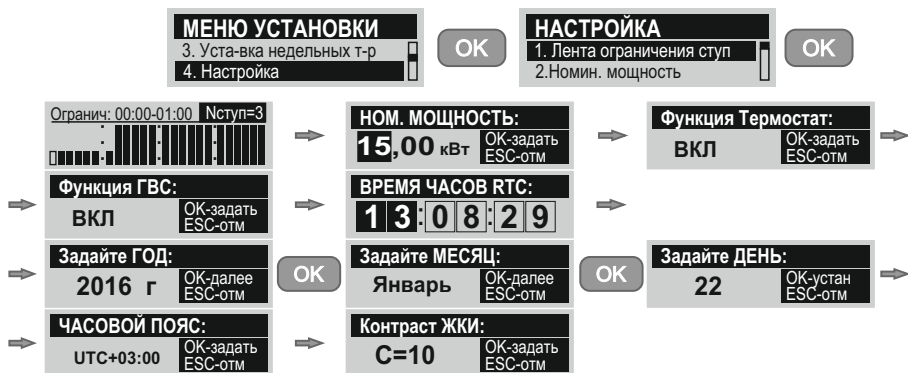 МЕНЮ УСТАНОВКИ
3. Уста-вка недельных т-р
4. Настройка
OK
НАСТРОЙКА
1. Лента ограничения ступ
2.Номин. мощность
OK
Огранич: 00:00-01:00 Nступ=3
НОМ. МОЩНОСТЬ:
15,00 кВт
OK-задать
ESC-отм
Функция Термостат:
ВКЛ
OK-задать
ESC-отм
Функция ГВС:
ВКЛ
OK-задать
ESC-отм
ВРЕМЯ ЧАСОВ RTC:
13:08:29
Задайте ГОД:
2016 г
OK-далее
ESC-отм
OK
Задайте МЕСЯЦ:
Январь
OK-далее
ESC-отм
OK
Задайте ДЕНЬ:
22
OK-устан
ESC-отм
ЧАСОВОЙ ПОЯС:
UTC+03:00
OK-задать
ESC-отм
Контраст ЖКИ:
C=10
OK-задать
ESC-отм